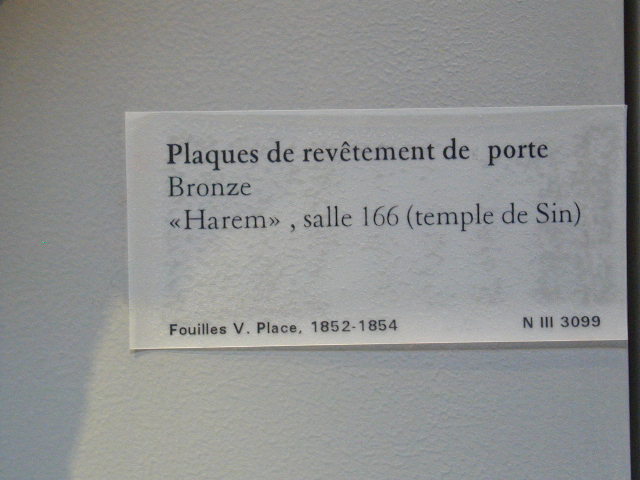 Plaques de revêtement de porte
Bronze
«Harem» , salle 166 (temple de Sin)
Fouilles V. Place, 1852-1854 N III 3099